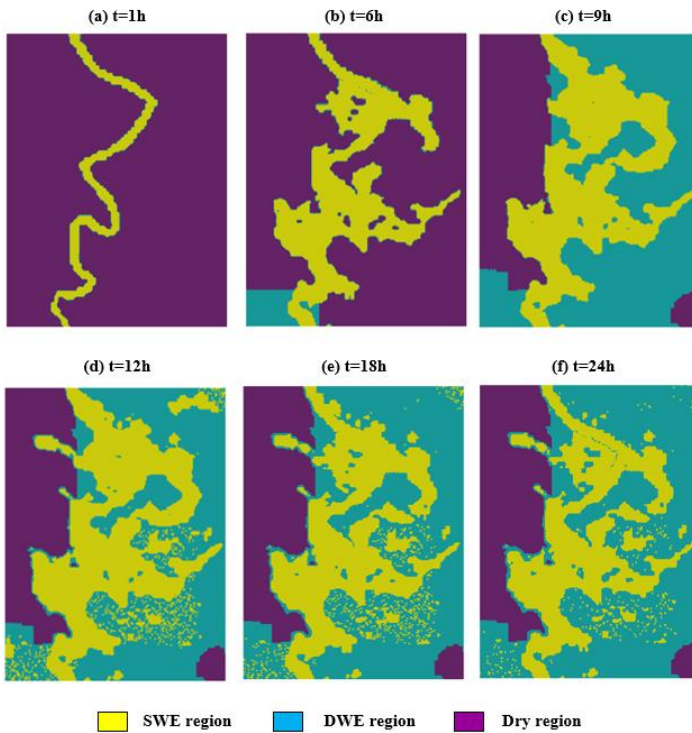 (a) t=1h (b) t=6h (c) t=9h
(d) t=12h (e) t=18h (f) t=24h
SWE region DWE region Dry region